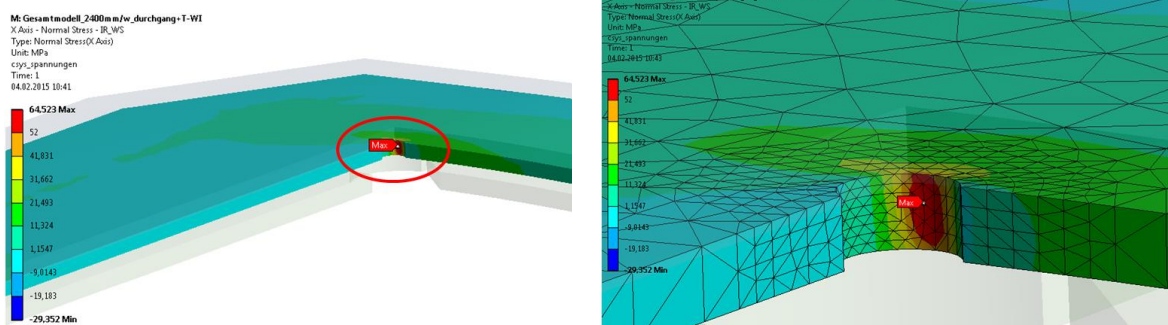 M: Gesamtmodell_2400mm/w_durchgang+T-WI
X Axis - Normal Stress - IR_WS
Type: Normal Stress(X Axis)
Unit: MPa
csys_spannungen
Time: 1
04.02.2015 10:41
64,523 Max
52
41,831
31,662
21,493
11,324
1,1547
-9,0143
-19,183
-29,352 Min
Max
X Axis - Normal Stress - IR_WS
Type: Normal Stress(X Axis)
Unit: MPa
csys_spannungen
Time: 1
04.02.2015 10:43
64,523 Max
52
41,831
31,662
21,493
11,324
1,1547
-9,0143
-19,183
-29,352 Min
Max